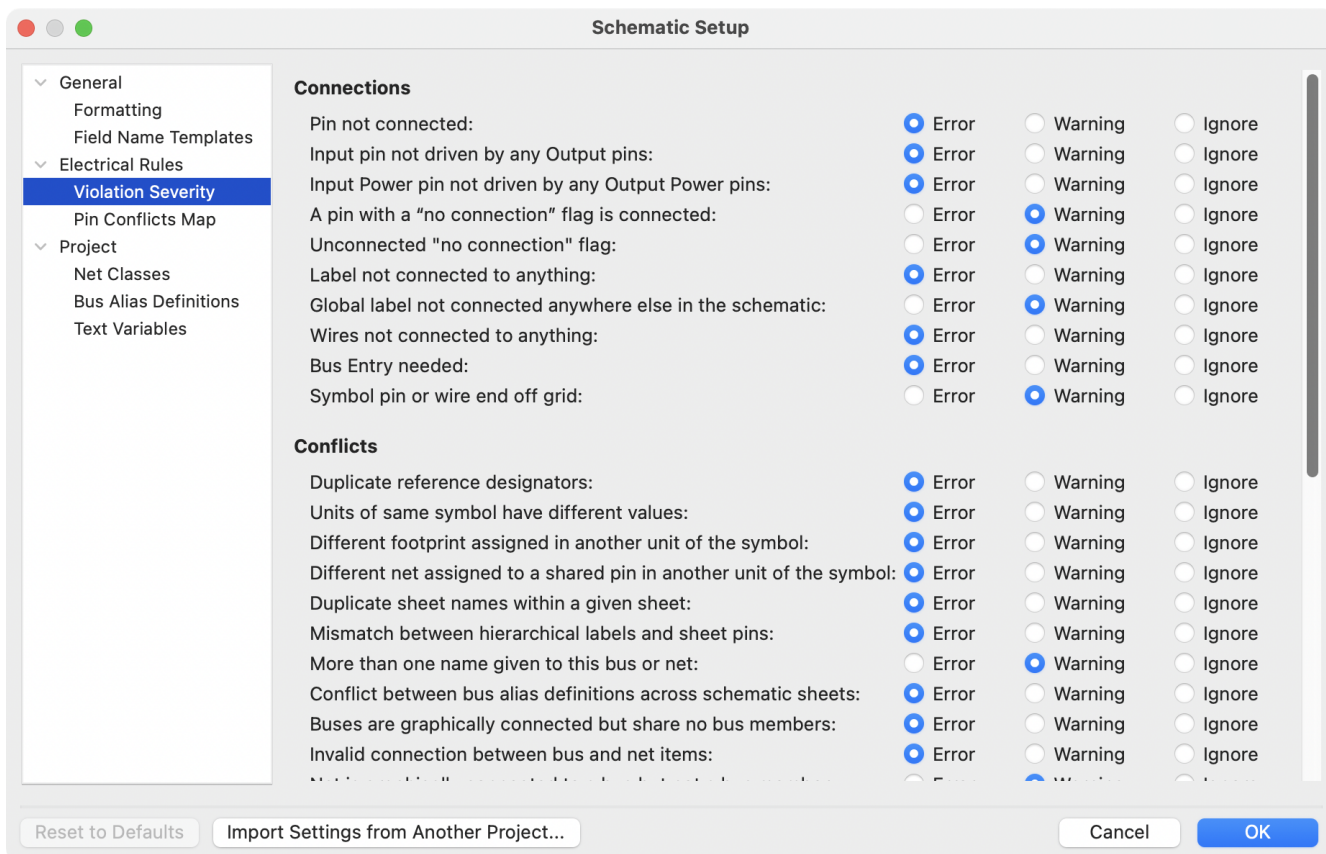 Schematic Setup
General
Formatting
Field Name Templates
Electrical Rules
Violation Severity
Pin Conflicts Map
Project
Net Classes
Bus Alias Definitions
Text Variables
Connections
Pin not connected: Error Warning Ignore
Input pin not driven by any Output pins: Error Warning Ignore
Input Power pin not driven by any Output Power pins: Error Warning Ignore
A pin with a “no connection” flag is connected: Error Warning Ignore
Unconnected "no connection" flag: Error Warning Ignore
Label not connected to anything: Error Warning Ignore
Global label not connected anywhere else in the schematic: Error Warning Ignore
Wires not connected to anything: Error Warning Ignore
Bus Entry needed: Error Warning Ignore
Symbol pin or wire end off grid: Error Warning Ignore
Conflicts
Duplicate reference designators: Error Warning Ignore
Units of same symbol have different values: Error Warning Ignore
Different footprint assigned in another unit of the symbol: Error Warning Ignore
Different net assigned to a shared pin in another unit of the symbol: Error Warning Ignore
Duplicate sheet names within a given sheet: Error Warning Ignore
Mismatch between hierarchical labels and sheet pins: Error Warning Ignore
More than one name given to this bus or net: Error Warning Ignore
Conflict between bus alias definitions across schematic sheets: Error Warning Ignore
Buses are graphically connected but share no bus members: Error Warning Ignore
Invalid connection between bus and net items: Error Warning Ignore
Reset to Defaults
Import Settings from Another Project...
Cancel
OK